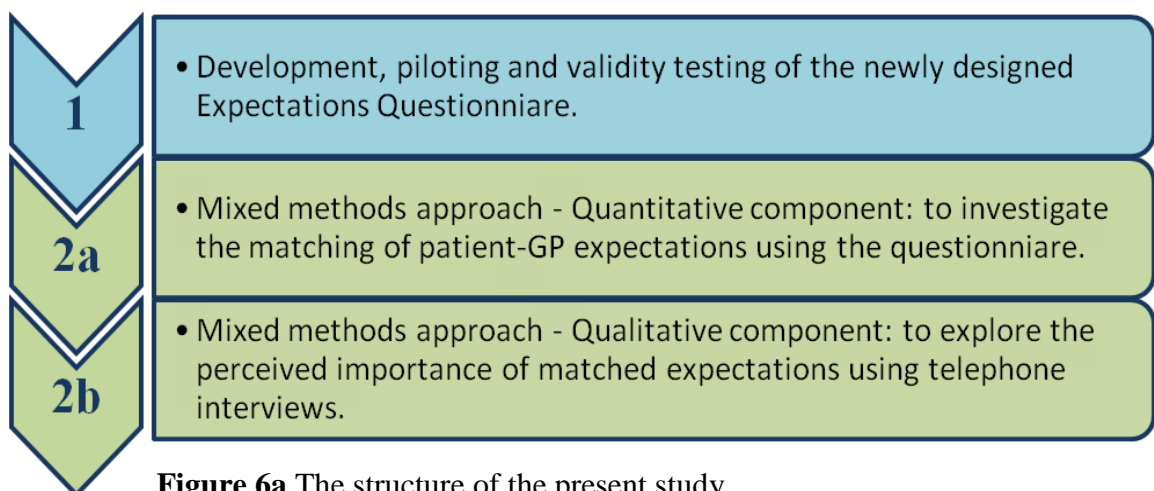 1
• Development, piloting and validity testing of the newly designed
Expectations Questionniare.
2a
• Mixed methods approach - Quantitative component: to investigate
the matching of patient-GP expectations using the questionniare.
2b
• Mixed methods approach - Qualitative component: to explore the
perceived importance of matched expectations using telephone
interviews.
Figure 6a The structure of the present study